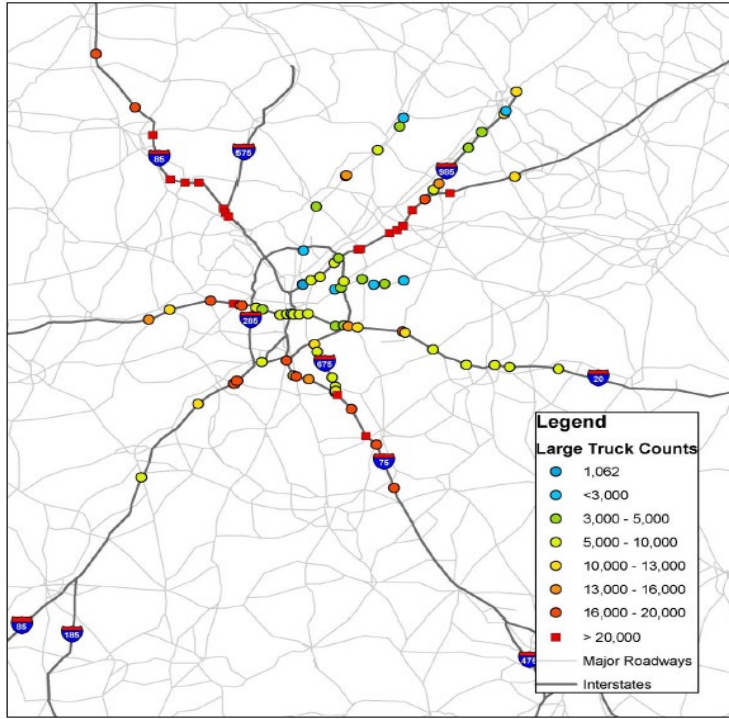 85
575
985
285
675
20
75
85
185
475
Legend
Large Truck Counts
1,062
<3,000
3,000 - 5,000
5,000 - 10,000
10,000 - 13,000
13,000 - 16,000
16,000 - 20,000
> 20,000
Major Roadways
Interstates